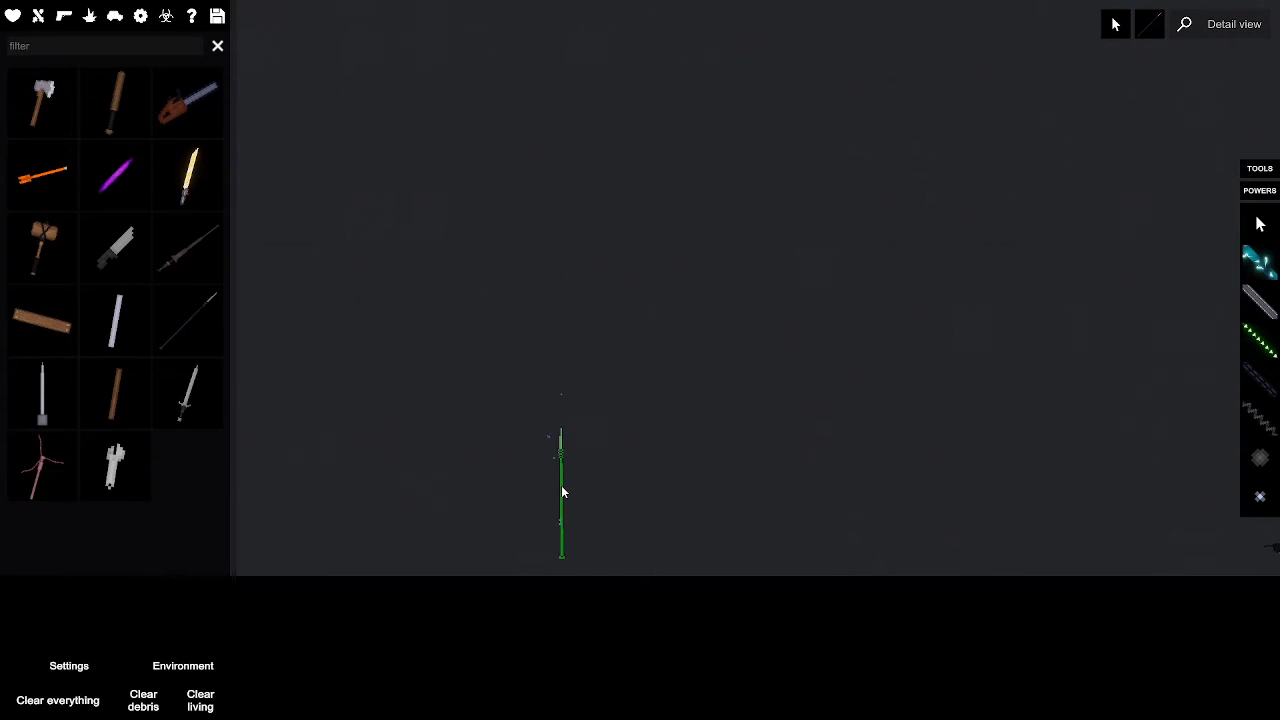 filter
Detail view
TOOLS
POWERS
Settings
Environment
Clear everything
Clear
debris
Clear
living